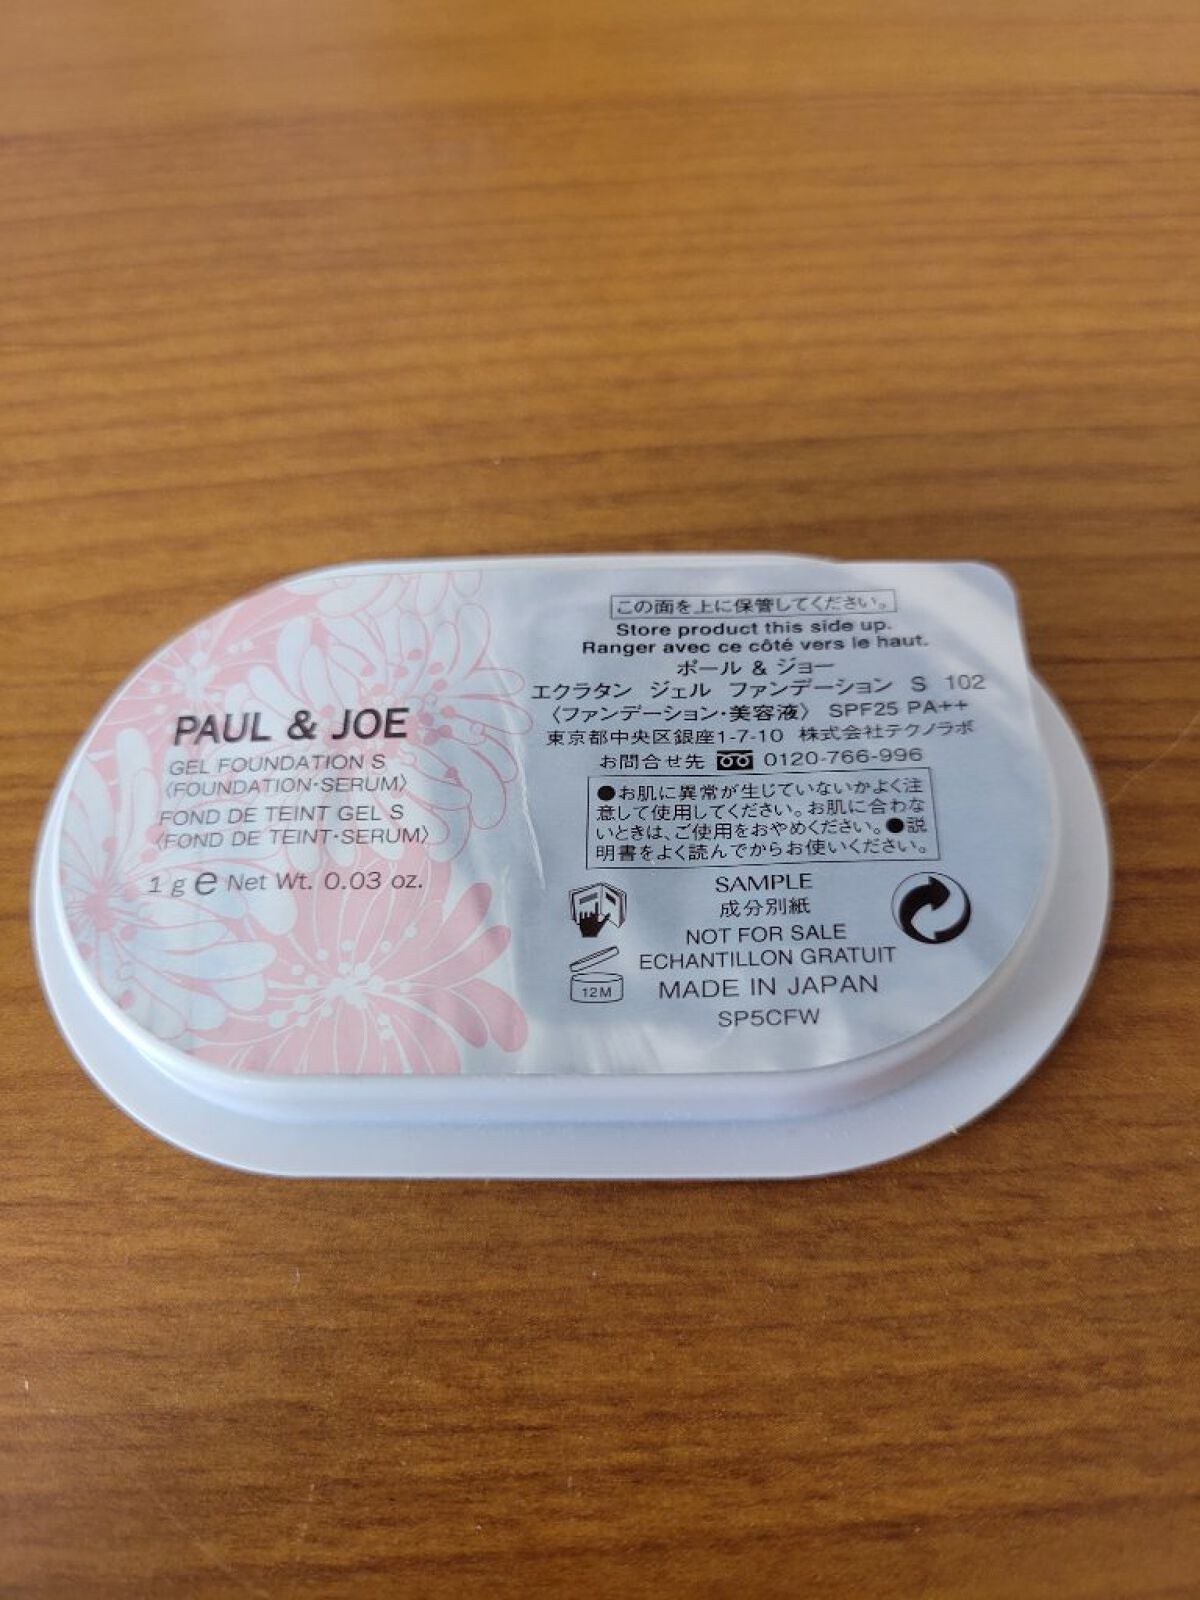 PAUL & JOE
GEL FOUNDATION S
〈FOUNDATION·SERUM〉
FOND DE TEINT GEL S
〈FOND DE TEINT·SERUM〉
1 g ℮ Net Wt. 0.03 oz.
この面を上に保管してください。
Store product this side up.
Ranger avec ce côté vers le haut.
ポール & ジョー
エクラタン ジェル ファンデーション S 102
〈ファンデーション・美容液〉 SPF25 PA++
東京都中央区銀座1-7-10 株式会社テクノラボ
お問合せ先 0120-766-996
●お肌に異常が生じていないかよく注
意して使用してください。お肌に合わな
いときは、ご使用をおやめください。●説
明書をよく読んでからお使いください。
SAMPLE
成分別紙
NOT FOR SALE
ECHANTILLON GRATUIT
12M
MADE IN JAPAN
SP5CFW